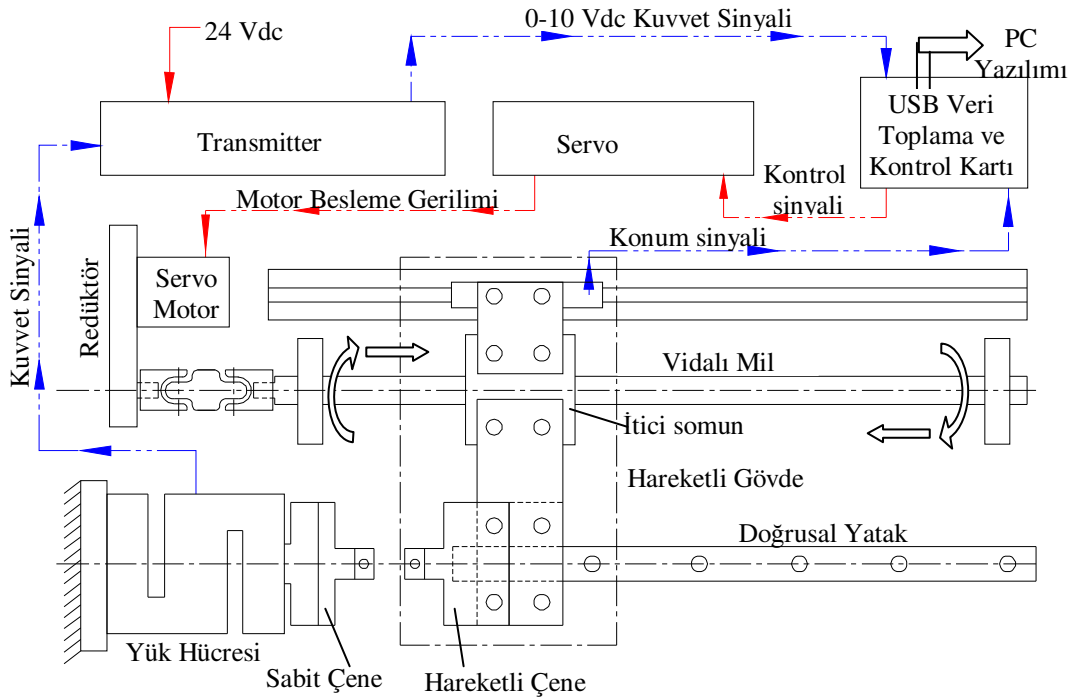 24 Vdc
0-10 Vdc Kuvvet Sinyali
PC
Yazılımı
Transmitter
Servo
USB Veri
Toplama ve
Kontrol Kartı
Kontrol
sinyali
Motor Besleme Gerilimi
Konum sinyali
Kuvvet Sinyali
Redüktör
Servo
Motor
Vidalı Mil
İtici somun
Hareketli Gövde
Doğrusal Yatak
Yük Hücresi
Sabit Çene
Hareketli Çene